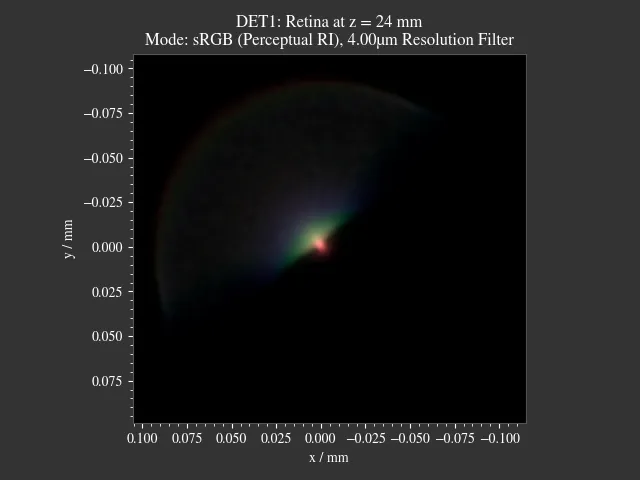 DET1: Retina at z = 24 mm
Mode: sRGB (Perceptual RI), 4.00µm Resolution Filter
−0.100
−0.075
−0.050
−0.025
0.000
0.025
0.050
0.075
y / mm
0.100 0.075 0.050 0.025 0.000 −0.025 −0.050 −0.075 −0.100
x / mm